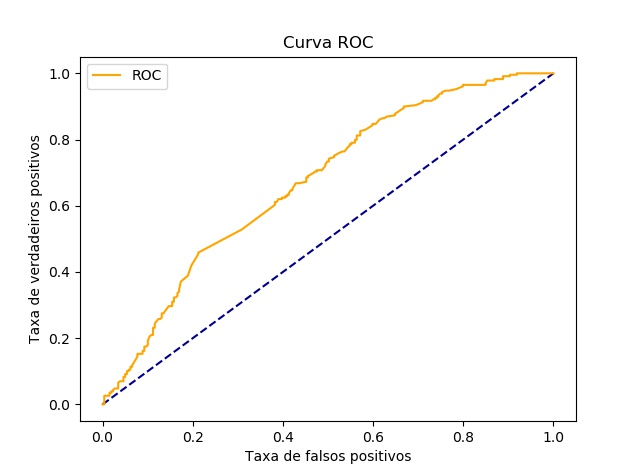 Curva ROC
ROC
1.0
0.8
0.6
0.4
0.2
0.0
Taxa de verdadeiros positivos
0.0 0.2 0.4 0.6 0.8 1.0
Taxa de falsos positivos